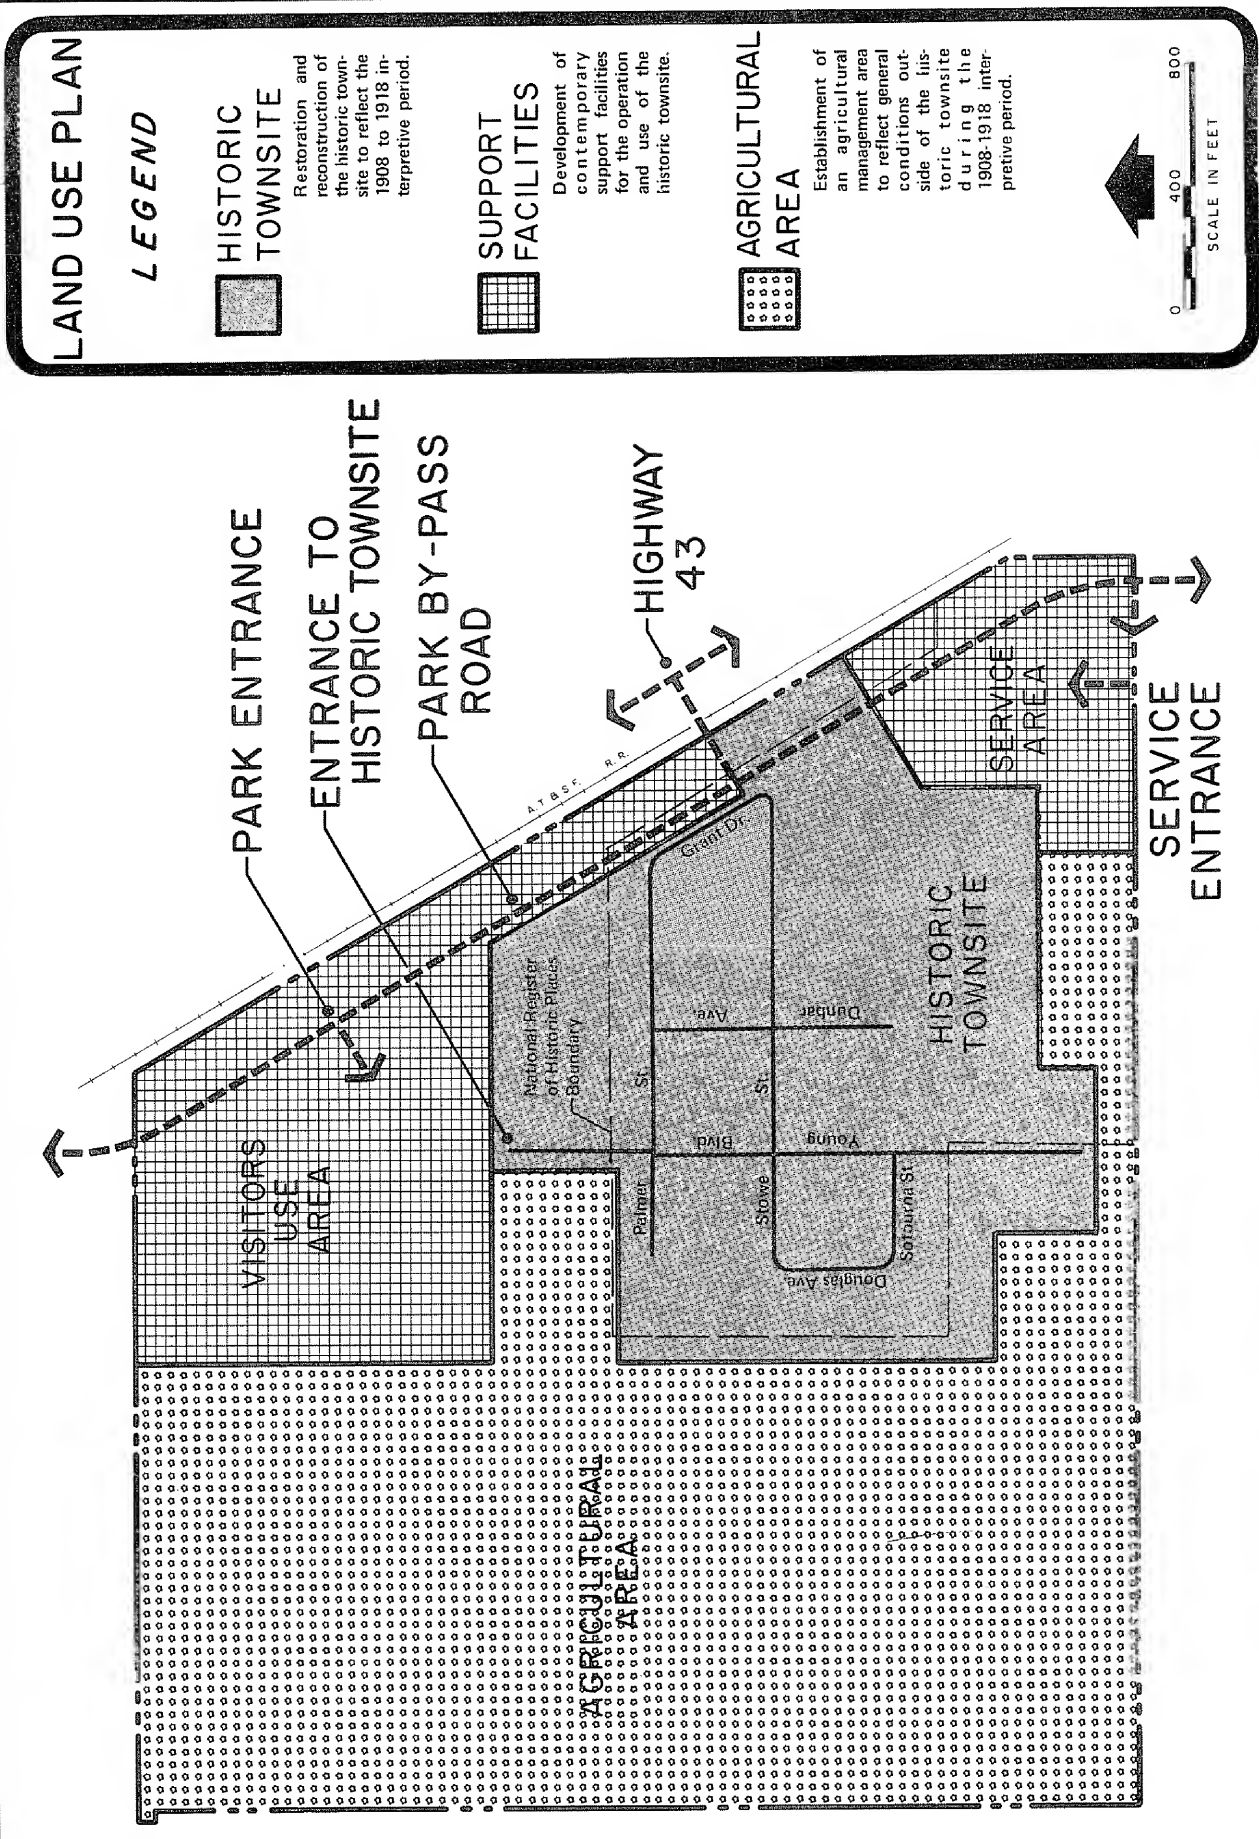 LAND USE PLAN
LEGEND
HISTORIC
TOWNSITE
Restoration and
reconstruction of
the historic town-
site to reflect the
1908 to 1918 in-
terpretive period.
SUPPORT
FACILITIES
Development of
contemporary
support facilities
for the operation
and use of the
historic townsite.
AGRICULTURAL
AREA
Establishment of
an agricultural
management area
to reflect general
conditions out-
side of the his-
toric townsite
during the
1908-1918 inter-
pretive period.
0 400 800
SCALE IN FEET
PARK ENTRANCE
ENTRANCE TO
HISTORIC TOWNSITE
PARK BY-PASS
ROAD
HIGHWAY
43
A.T. & S.F. R.R.
VISITORS
USE
AREA
National Register
of Historic Places
Boundary
Grant Dr.
Palmer St.
Stowe St.
Sotourna St.
Dunbar Ave.
Young Blvd.
Douglas Ave.
HISTORIC
TOWNSITE
SERVICE
AREA
SERVICE
ENTRANCE
AGRICULTURAL
AREA